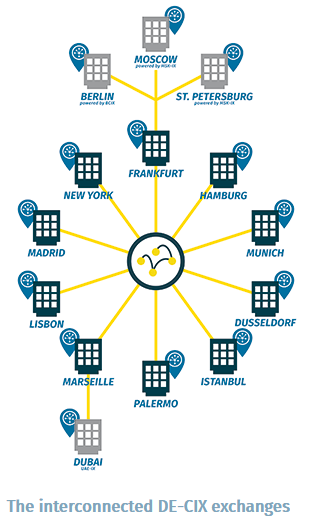 MOSCOW
powered by MSK-IX
BERLIN
powered by BCIX
ST. PETERSBURG
powered by MSK-IX
FRANKFURT
NEW YORK
HAMBURG
MADRID
MUNICH
LISBON
DUSSELDORF
MARSEILLE
ISTANBUL
PALERMO
DUBAI
UAE-IX
The interconnected DE-CIX exchanges